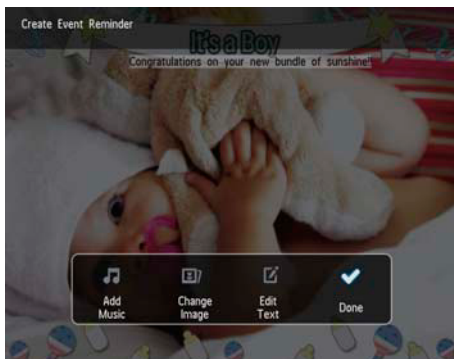 Create Event Reminder
It's a Boy
Congratulations on your new bundle of sunshine!!
Add Music
Change Image
Edit Text
Done